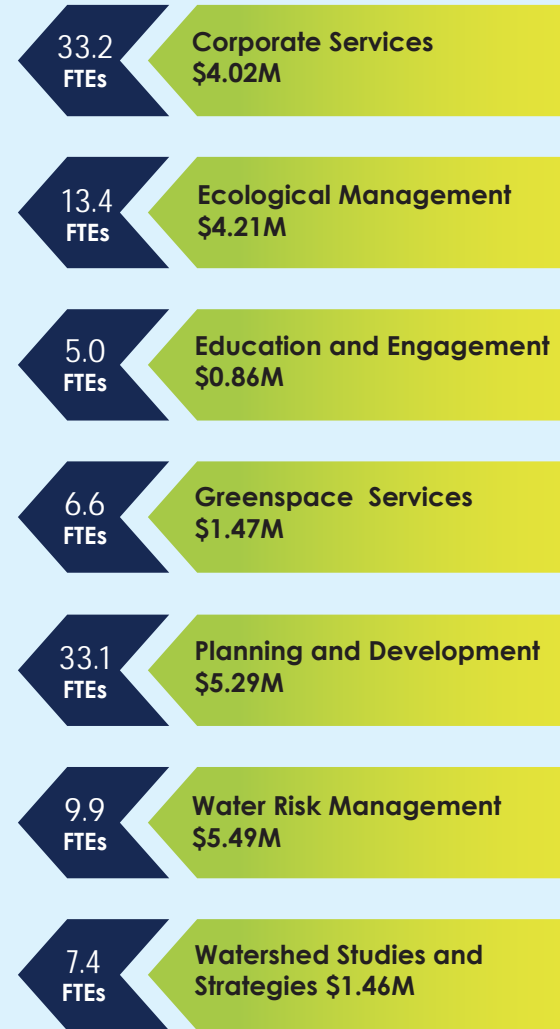 33.2
FTEs
Corporate Services
$4.02M
13.4
FTEs
Ecological Management
$4.21M
5.0
FTEs
Education and Engagement
$0.86M
6.6
FTEs
Greenspace Services
$1.47M
33.1
FTEs
Planning and Development
$5.29M
9.9
FTEs
Water Risk Management
$5.49M
7.4
FTEs
Watershed Studies and
Strategies $1.46M